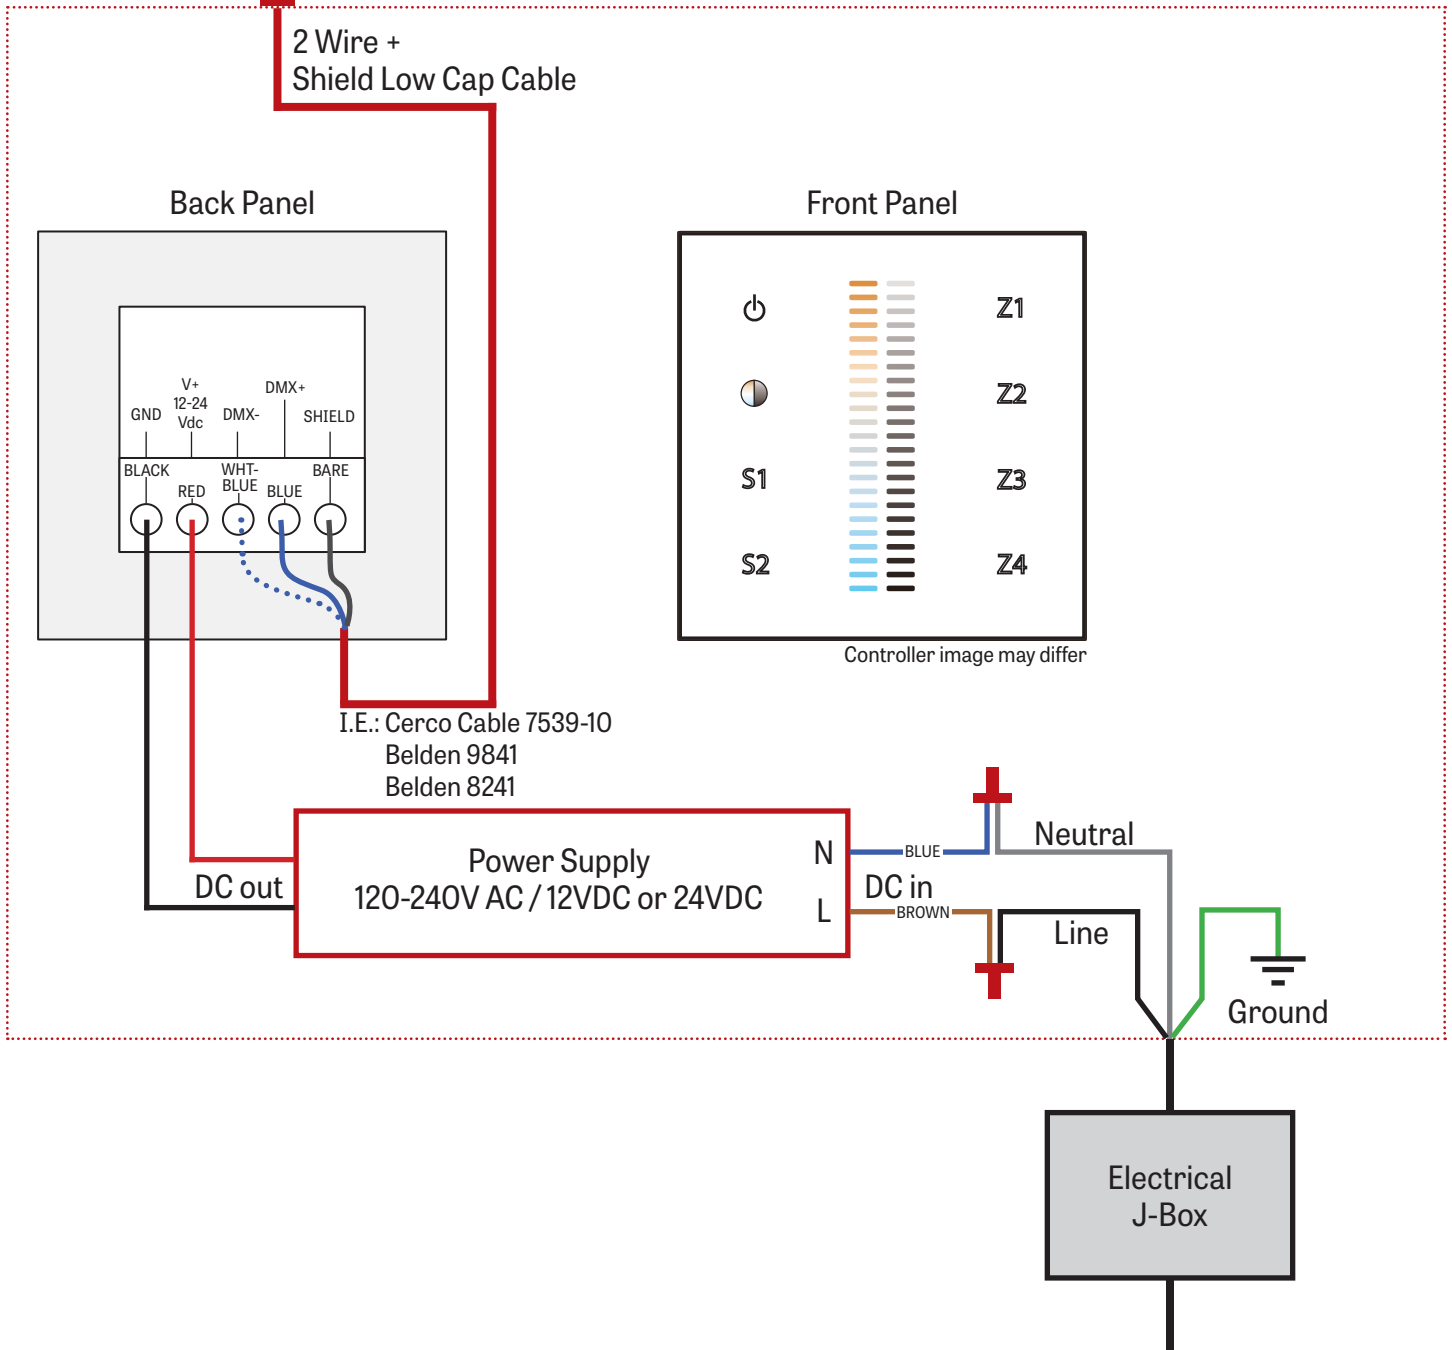 2 Wire +
Shield Low Cap Cable
Back Panel
Front Panel
GND
V+
12-24
Vdc
DMX-
DMX+
SHIELD
BLACK
RED
WHT-
BLUE
BLUE
BARE
Z1
Z2
S1
Z3
S2
Z4
Controller image may differ
I.E.: Cerco Cable 7539-10
Belden 9841
Belden 8241
Power Supply
120-240V AC / 12VDC or 24VDC
DC out
N
L
BLUE
DC in
BROWN
Neutral
Line
Ground
Electrical
J-Box